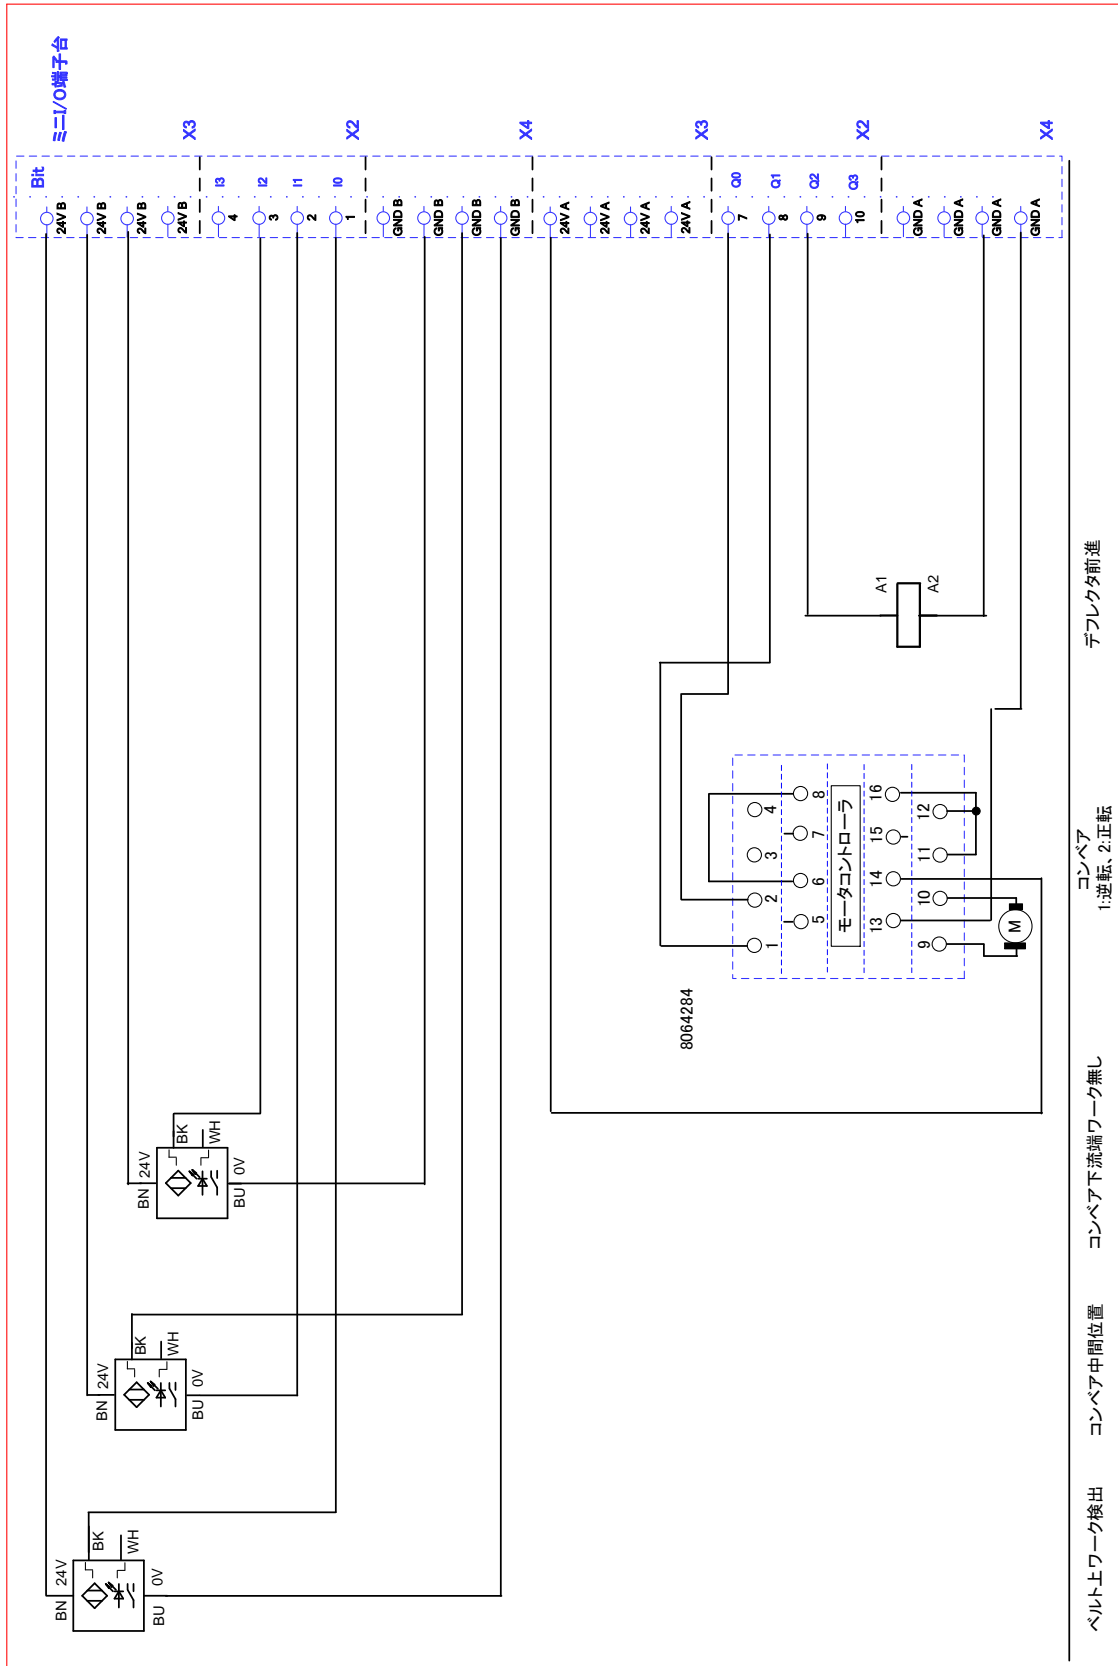 ミニI/O端子台
Bit
24V B
24V B
24V B
24V B
X3
I3
I2
I1
I0
4
3
2
1
X2
GND B
GND B
GND B
GND B
X4
24V A
24V A
24V A
24V A
X3
Q0
Q1
Q2
Q3
7
8
9
10
X2
GND A
GND A
GND A
GND A
X4
BN 24V
BK
WH
BU 0V
BN 24V
BK
WH
BU 0V
BN 24V
BK
WH
BU 0V
8064284
1 2 3 4
5 6 7 8
モータコントローラ
13 14 15 16
9 10 11 12
M
A1
A2
ベルト上ワーク検出
コンベア中間位置
コンベア下流端ワーク無し
コンベア
1:逆転、2:正転
デフレクタ前進